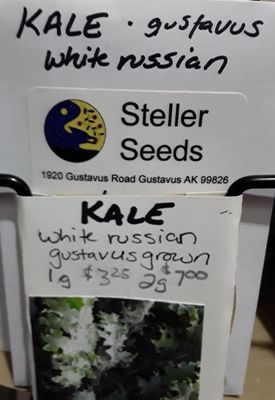 KALE · gustavus
white russian
Steller
Seeds
1920 Gustavus Road Gustavus AK 99826
KALE
white russian
gustavus grown
1g $3.25 2g $7.00